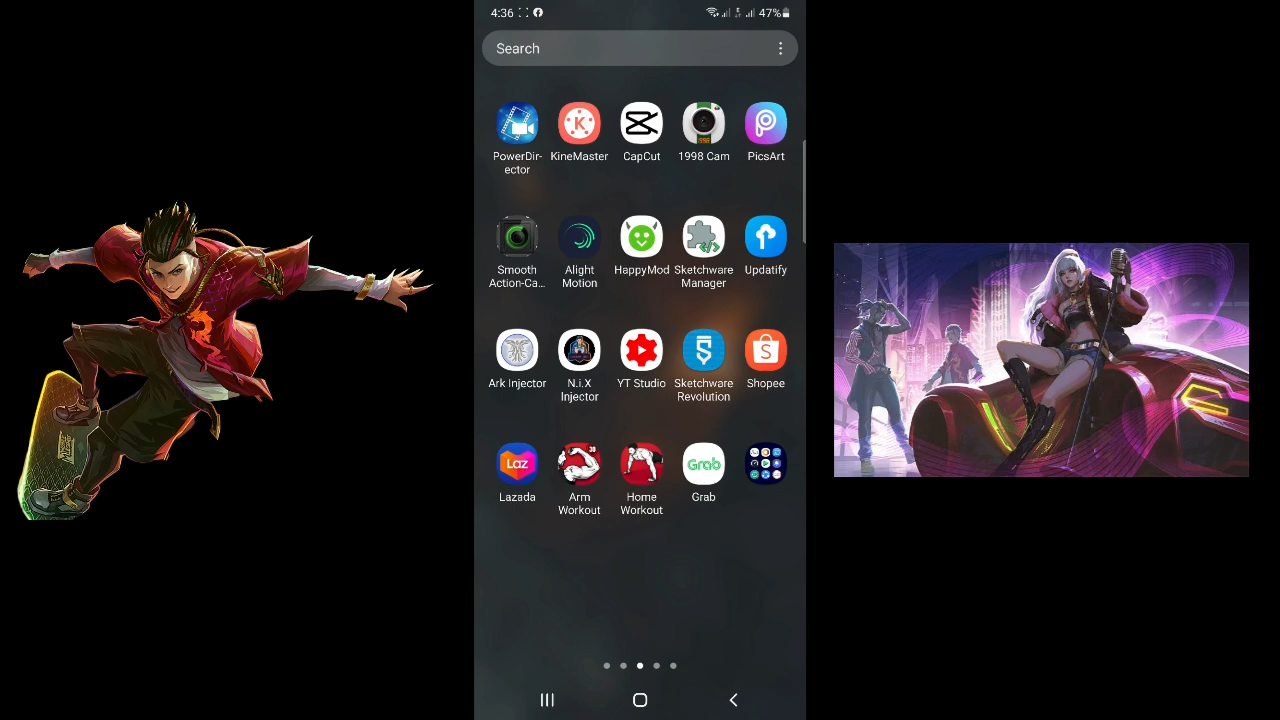 4:36
47%
Search
PowerDir-
ector
KineMaster
CapCut
1998 Cam
PicsArt
Smooth
Action-Ca...
Alight
Motion
HappyMod
Sketchware
Manager
Updatify
Ark Injector
N.i.X
Injector
YT Studio
Sketchware
Revolution
Shopee
Laz
Grab
Lazada
Arm
Workout
Home
Workout
Grab